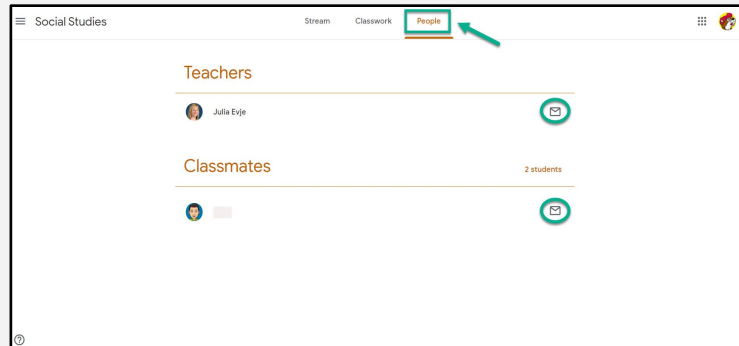 Social Studies
Stream Classwork People
Teachers
Julia Evje
Classmates
2 students